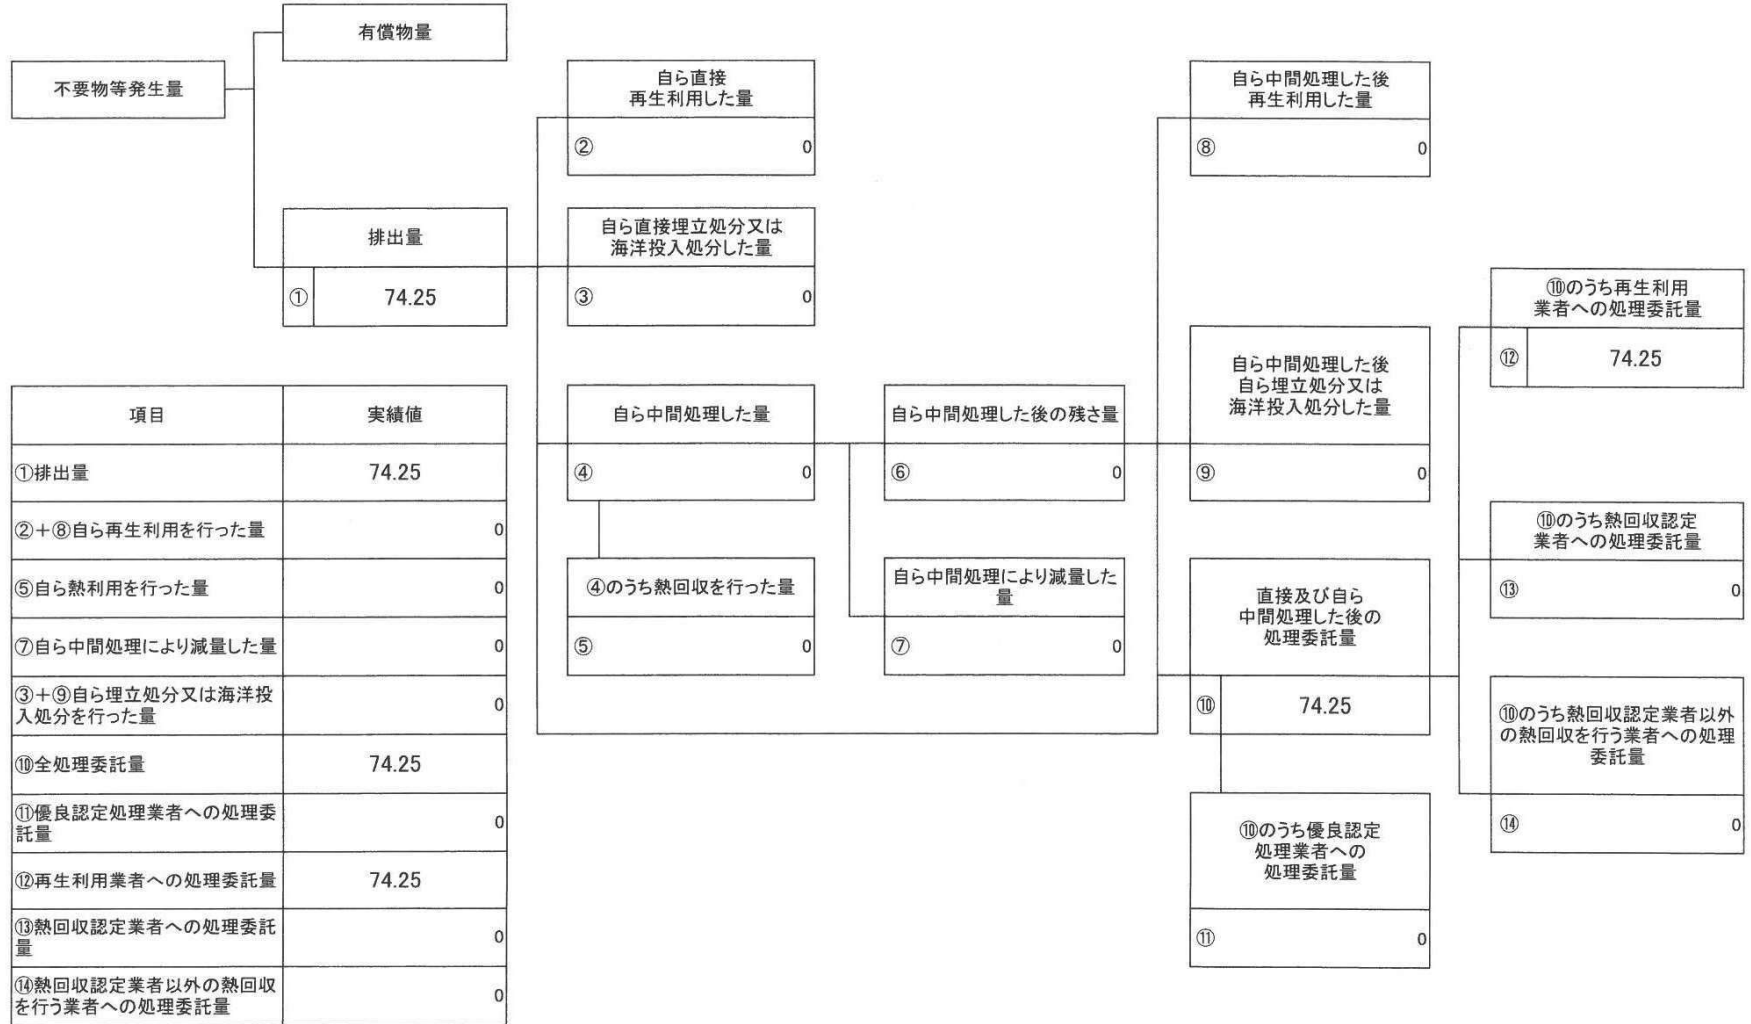 有償物量
不要物等発生量
自ら直接
再生利用した量
② 0
自ら中間処理した後
再生利用した量
⑧ 0
排出量
① 74.25
自ら直接埋立処分又は
海洋投入処分した量
③ 0
⑩のうち再生利用
業者への処理委託量
⑫ 74.25
自ら中間処理した後
自ら埋立処分又は
海洋投入処分した量
⑨ 0
自ら中間処理した量
④ 0
自ら中間処理した後の残さ量
⑥ 0
④のうち熱回収を行った量
⑤ 0
自ら中間処理により減量した
量
⑦ 0
直接及び自ら
中間処理した後の
処理委託量
⑩ 74.25
⑩のうち熱回収認定
業者への処理委託量
⑬ 0
⑩のうち熱回収認定業者以外
の熱回収を行う業者への処理
委託量
⑭ 0
⑩のうち優良認定
処理業者への
処理委託量
⑪ 0
項目 実績値
①排出量 74.25
②+⑧自ら再生利用を行った量 0
⑤自ら熱利用を行った量 0
⑦自ら中間処理により減量した量 0
③+⑨自ら埋立処分又は海洋投
入処分を行った量 0
⑩全処理委託量 74.25
⑪優良認定処理業者への処理委
託量 0
⑫再生利用業者への処理委託量 74.25
⑬熱回収認定業者への処理委託
量 0
⑭熱回収認定業者以外の熱回収
を行う業者への処理委託量 0